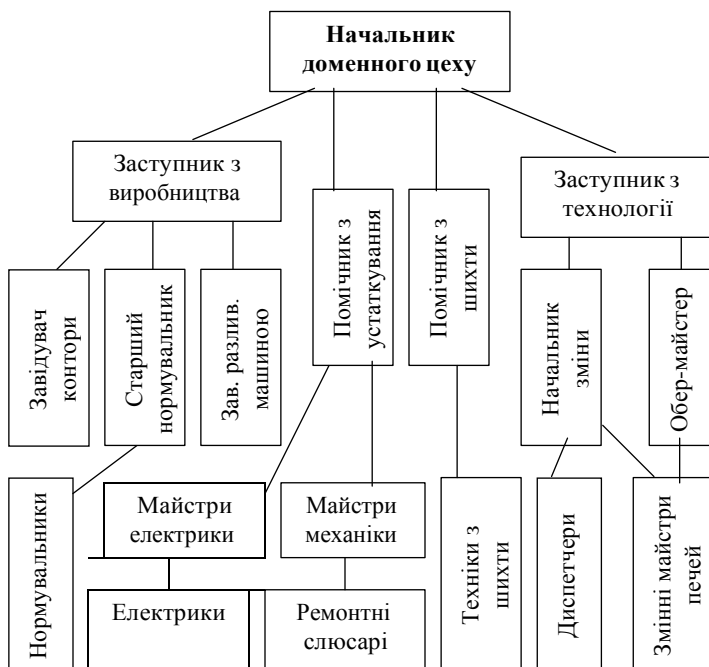 Начальник
доменного цеху
Заступник з
виробництва
Помічник з
устаткування
Помічник з
шихти
Заступник з
технології
Завідувач
контори
Старший
нормувальник
Зав. разлив.
машиною
Начальник
зміни
Обер-майстер
Нормувальники
Майстри
електрики
Майстри
механіки
Техніки з
шихти
Диспетчери
Змінні майстри
печей
Електрики
Ремонтні
слюсарі